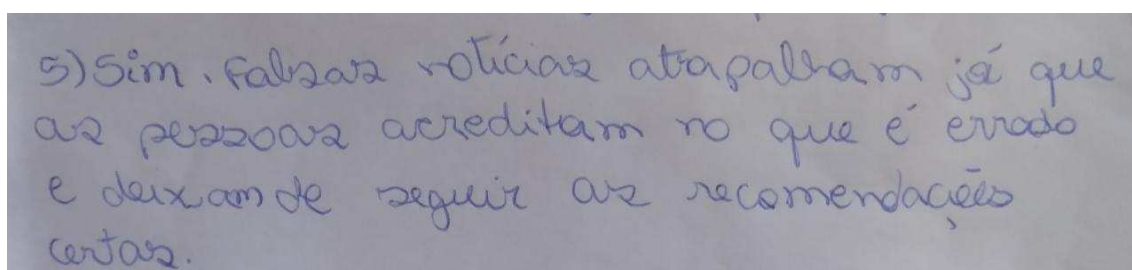 5) Sim. Falsas notícias atrapalham já que
as pessoas acreditam no que é errado
e deixam de seguir as recomendações
certas.